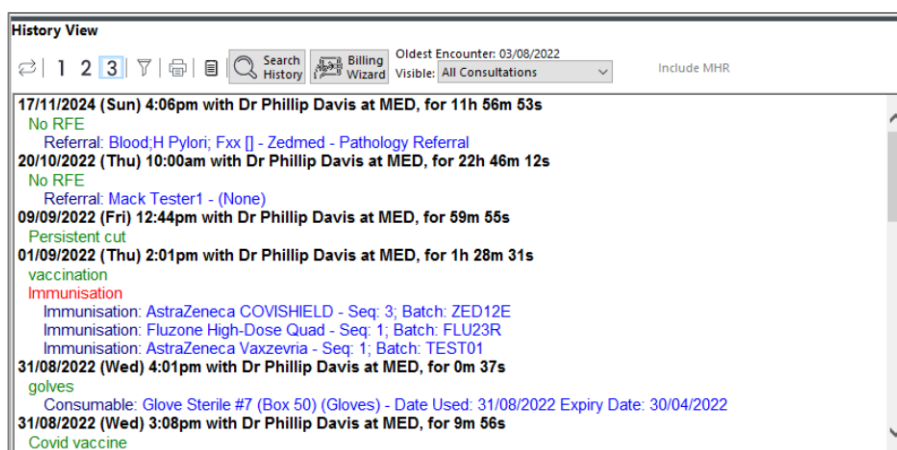 History View
1 2 3 Search History Billing Wizard Oldest Encounter: 03/08/2022
Visible: All Consultations Include MHR
17/11/2024 (Sun) 4:06pm with Dr Phillip Davis at MED, for 11h 56m 53s
No RFE
Referral: Blood;H Pylori; Fxx [] - Zedmed - Pathology Referral
20/10/2022 (Thu) 10:00am with Dr Phillip Davis at MED, for 22h 46m 12s
No RFE
Referral: Mack Tester1 - (None)
09/09/2022 (Fri) 12:44pm with Dr Phillip Davis at MED, for 59m 55s
Persistent cut
01/09/2022 (Thu) 2:01pm with Dr Phillip Davis at MED, for 1h 28m 31s
vaccination
Immunisation
Immunisation: AstraZeneca COVISHIELD - Seq: 3; Batch: ZED12E
Immunisation: Fluzone High-Dose Quad - Seq: 1; Batch: FLU23R
Immunisation: AstraZeneca Vaxzevria - Seq: 1; Batch: TEST01
31/08/2022 (Wed) 4:01pm with Dr Phillip Davis at MED, for 0m 37s
golves
Consumable: Glove Sterile #7 (Box 50) (Gloves) - Date Used: 31/08/2022 Expiry Date: 30/04/2022
31/08/2022 (Wed) 3:08pm with Dr Phillip Davis at MED, for 9m 56s
Covid vaccine